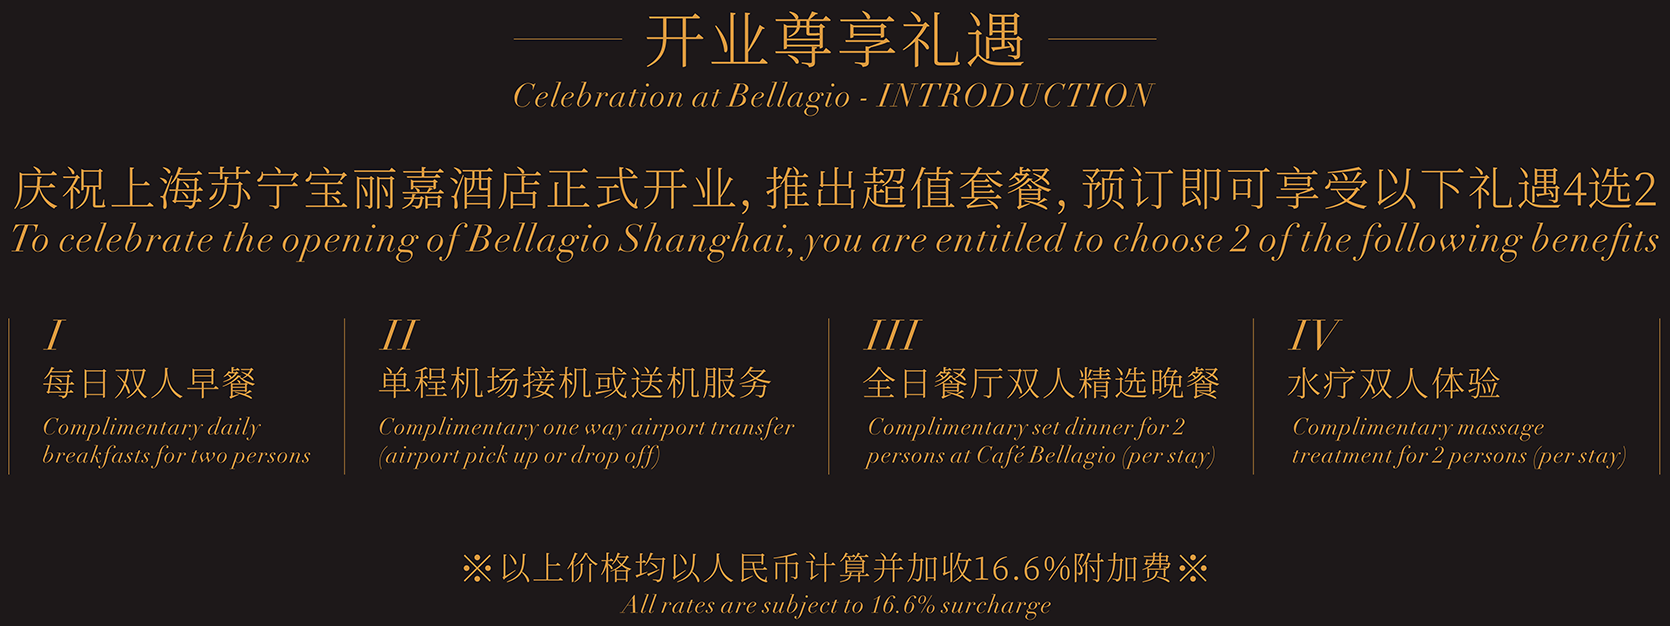 开业尊享礼遇
Celebration at Bellagio - INTRODUCTION
庆祝上海苏宁宝丽嘉酒店正式开业, 推出超值套餐, 预订即可享受以下礼遇4选2
To celebrate the opening of Bellagio Shanghai, you are entitled to choose 2 of the following benefits
I
每日双人早餐
Complimentary daily
breakfasts for two persons
II
单程机场接机或送机服务
Complimentary one way airport transfer
(airport pick up or drop off)
III
全日餐厅双人精选晚餐
Complimentary set dinner for 2
persons at Café Bellagio (per stay)
IV
水疗双人体验
Complimentary massage
treatment for 2 persons (per stay)
※以上价格均以人民币计算并加收16.6%附加费※
All rates are subject to 16.6% surcharge